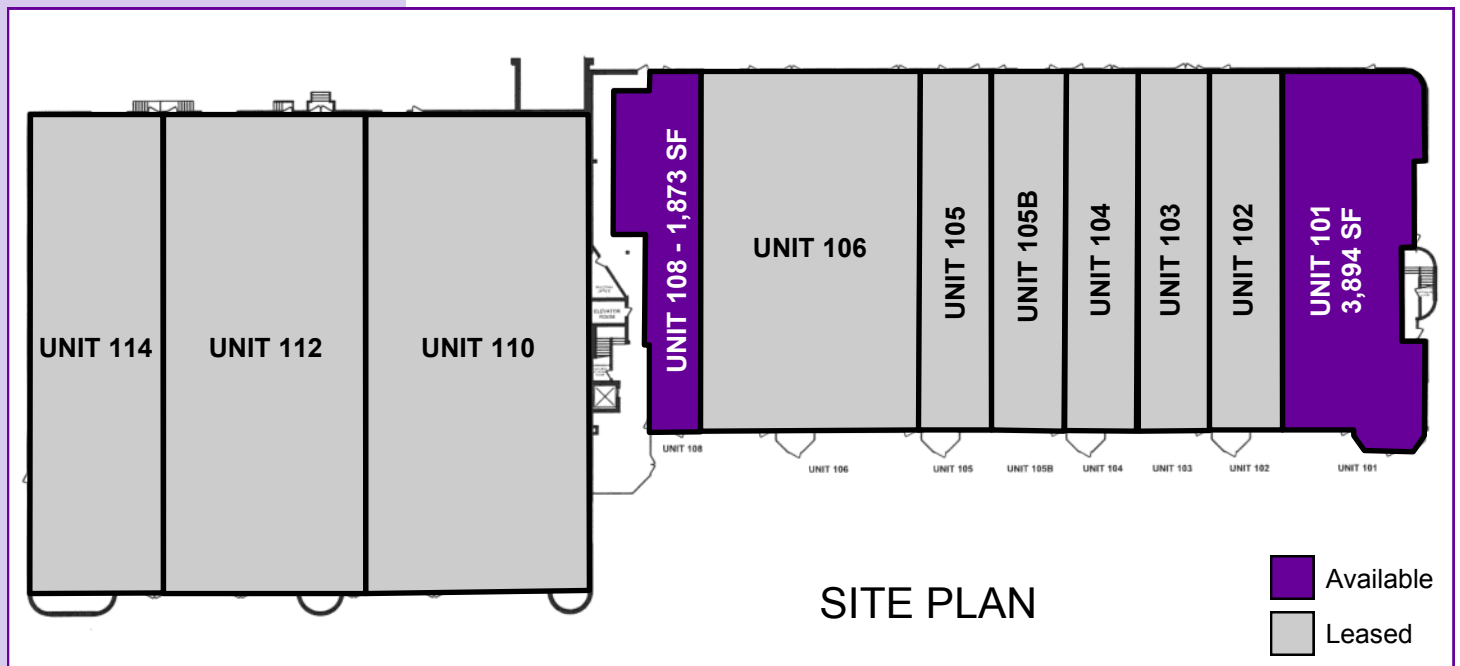 UNIT 114
UNIT 112
UNIT 110
UNIT 108 - 1,873 SF
UNIT 106
UNIT 105
UNIT 105B
UNIT 104
UNIT 103
UNIT 102
UNIT 101
3,894 SF
ELEVATOR
ROOM
UNIT 108
UNIT 106
UNIT 105
UNIT 105B
UNIT 104
UNIT 103
UNIT 102
UNIT 101
SITE PLAN
Available
Leased